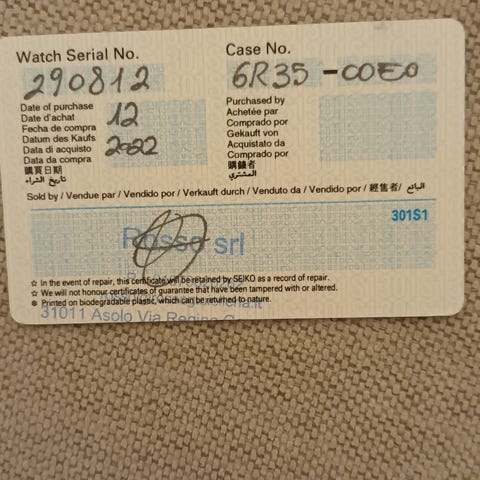 Watch Serial No.
290812
Case No.
6R35-00E0
Date of purchase
Date d'achat
Fecha de compra
Datum des Kaufs
Data di acquisto
Data da compra
購買日期
تاريخ الشراء
12
2022
Purchased by
Achetée par
Comprado por
Gekauft von
Acquistato da
Comprado por
購錶者
المشتري
Sold by / Vendue par / Vendido por / Verkauft durch / Venduto da / Vendido por / 經售者 / البائع
301S1
Rosso srl
☆ In the event of repair, this certificate will be retained by SEIKO as a record of repair.
☆ We will not honour certificates of guarantee that have been tampered with or altered.
❄ Printed on biodegradable plastic, which can be returned to nature.
31011 Asolo Via Regina